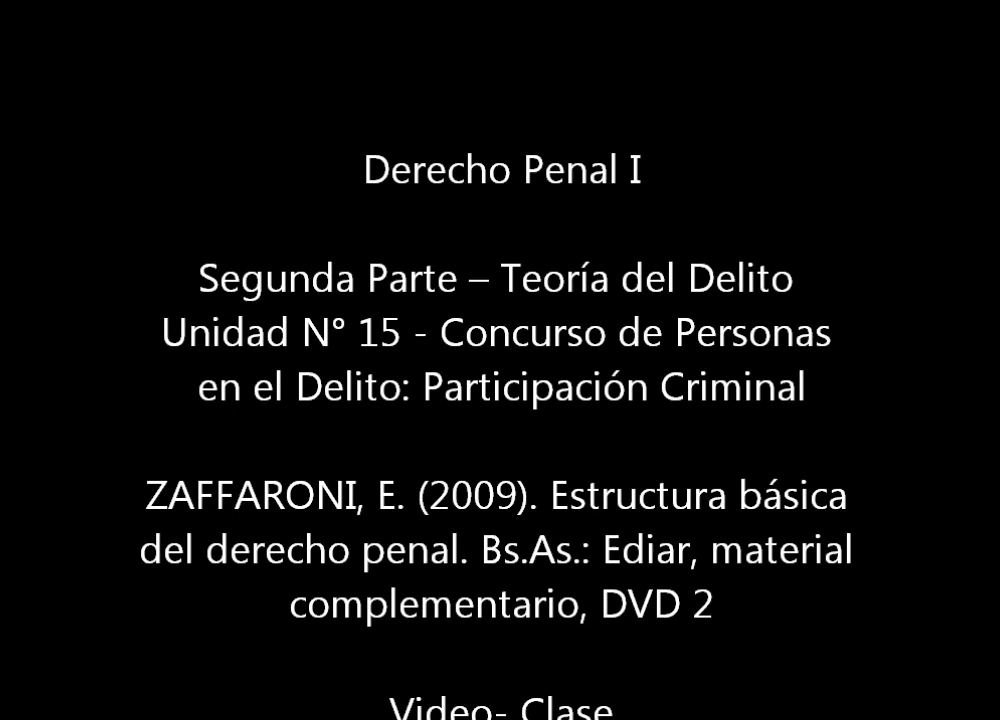 Derecho Penal I
Segunda Parte – Teoría del Delito
Unidad N° 15 - Concurso de Personas
en el Delito: Participación Criminal
ZAFFARONI, E. (2009). Estructura básica
del derecho penal. Bs.As.: Ediar, material
complementario, DVD 2
Video- Clase